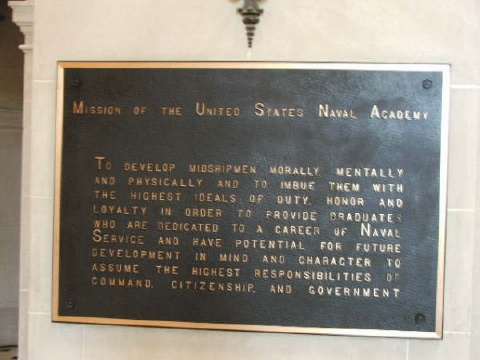 Mission of the United States Naval Academy
To develop midshipmen morally, mentally
and physically and to imbue them with
the highest ideals of duty, honor and
loyalty in order to provide graduates
who are dedicated to a career of Naval
Service and have potential for future
development in mind and character to
assume the highest responsibilities of
command, citizenship, and government